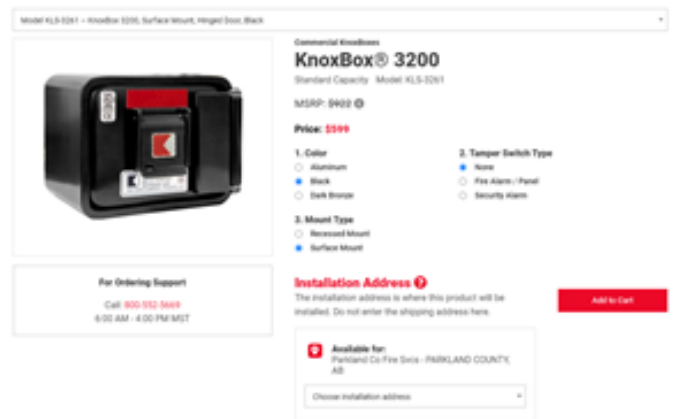 Model KLS-3261 – KnoxBox 3200, Surface Mount, Hinged Door, Black
Commercial KnoxBoxes
KnoxBox® 3200
Standard Capacity Model: KLS-3261
MSRP:
Price: $599
1. Color
Aluminum
Black
Dark Bronze
2. Tamper Switch Type
None
Fire Alarm / Panel
Security Alarm
3. Mount Type
Recessed Mount
Surface Mount
For Ordering Support
Call: 800-552-5669
6:00 AM - 4:00 PM MST
Installation Address
The installation address is where this product will be
installed. Do not enter the shipping address here.
Add to Cart
Available for:
Parkland Co Fire Svcs - PARKLAND COUNTY,
AB
Choose installation address